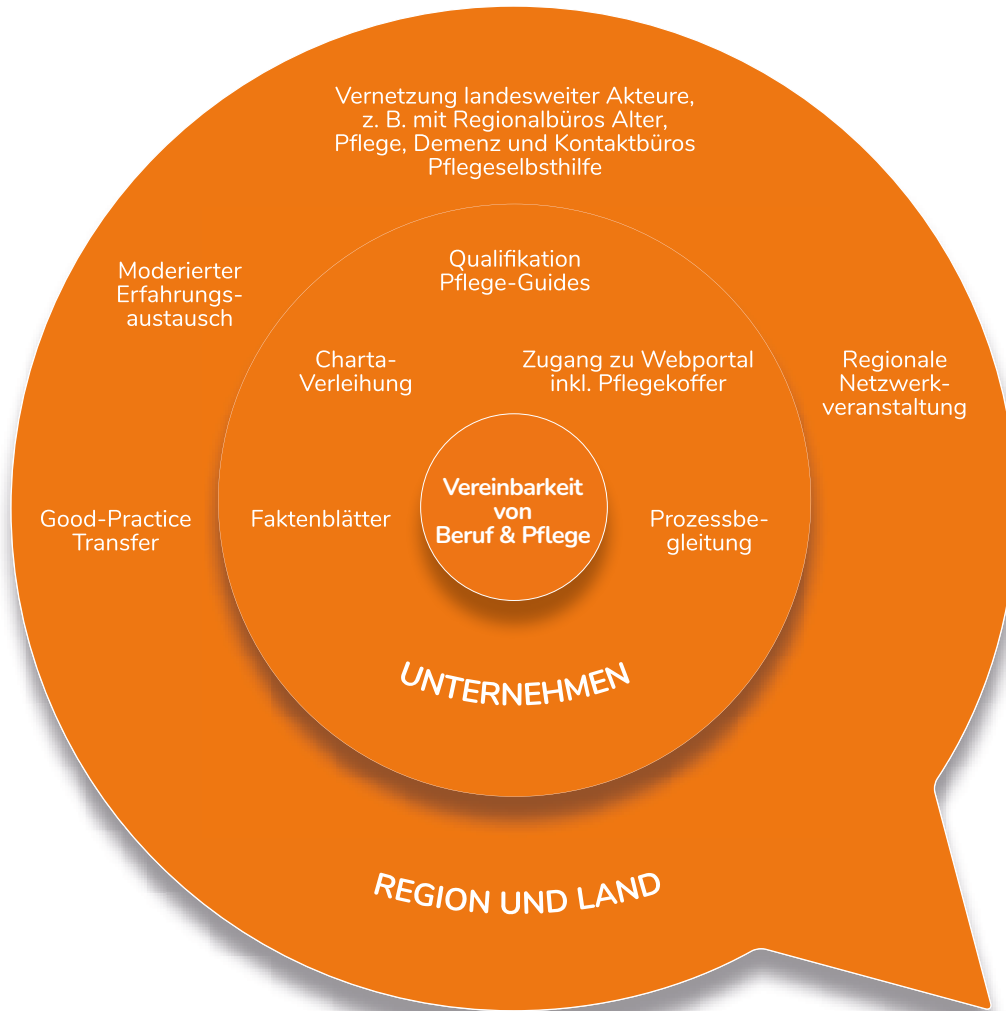 Vernetzung landesweiter Akteure,
z. B. mit Regionalbüros Alter,
Pflege, Demenz und Kontaktbüros
Pflegeselbsthilfe
Moderierter
Erfahrungs-
austausch
Qualifikation
Pflege-Guides
Charta-
Verleihung
Zugang zu Webportal
inkl. Pflegekoffer
Regionale
Netzwerk-
veranstaltung
Good-Practice
Transfer
Faktenblätter
Vereinbarkeit
von
Beruf & Pflege
Prozessbe-
gleitung
UNTERNEHMEN
REGION UND LAND